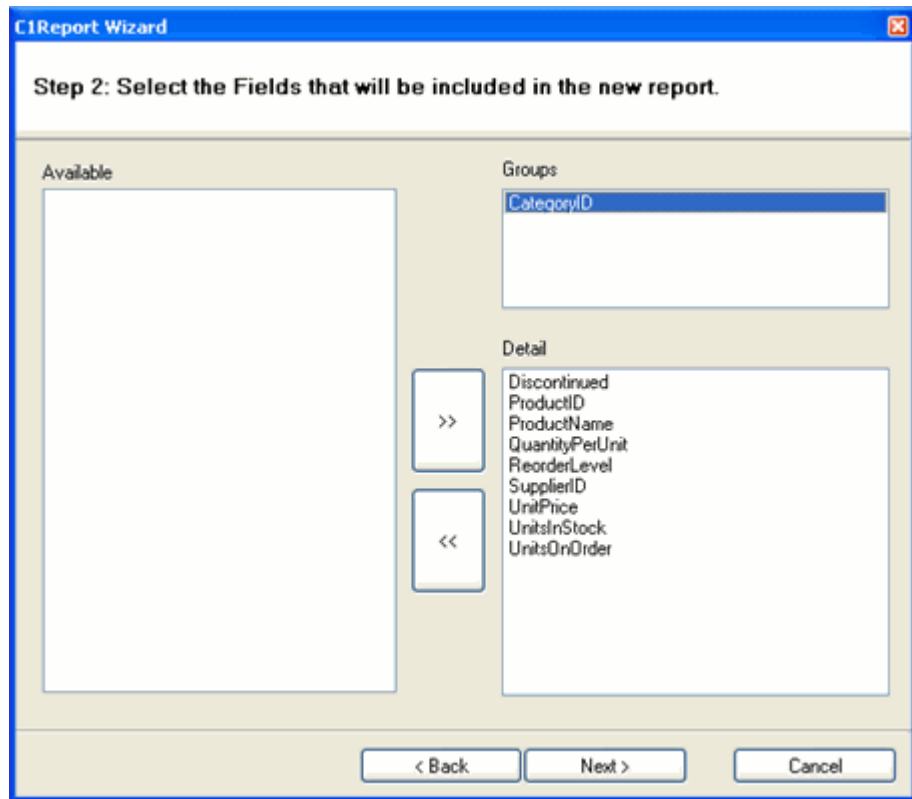 C1Report Wizard
Step 2: Select the Fields that will be included in the new report.
Available
Groups
CategoryID
Detail
Discontinued
ProductID
ProductName
QuantityPerUnit
ReorderLevel
SupplierID
UnitPrice
UnitsInStock
UnitsOnOrder
>>
<<
< Back
Next >
Cancel